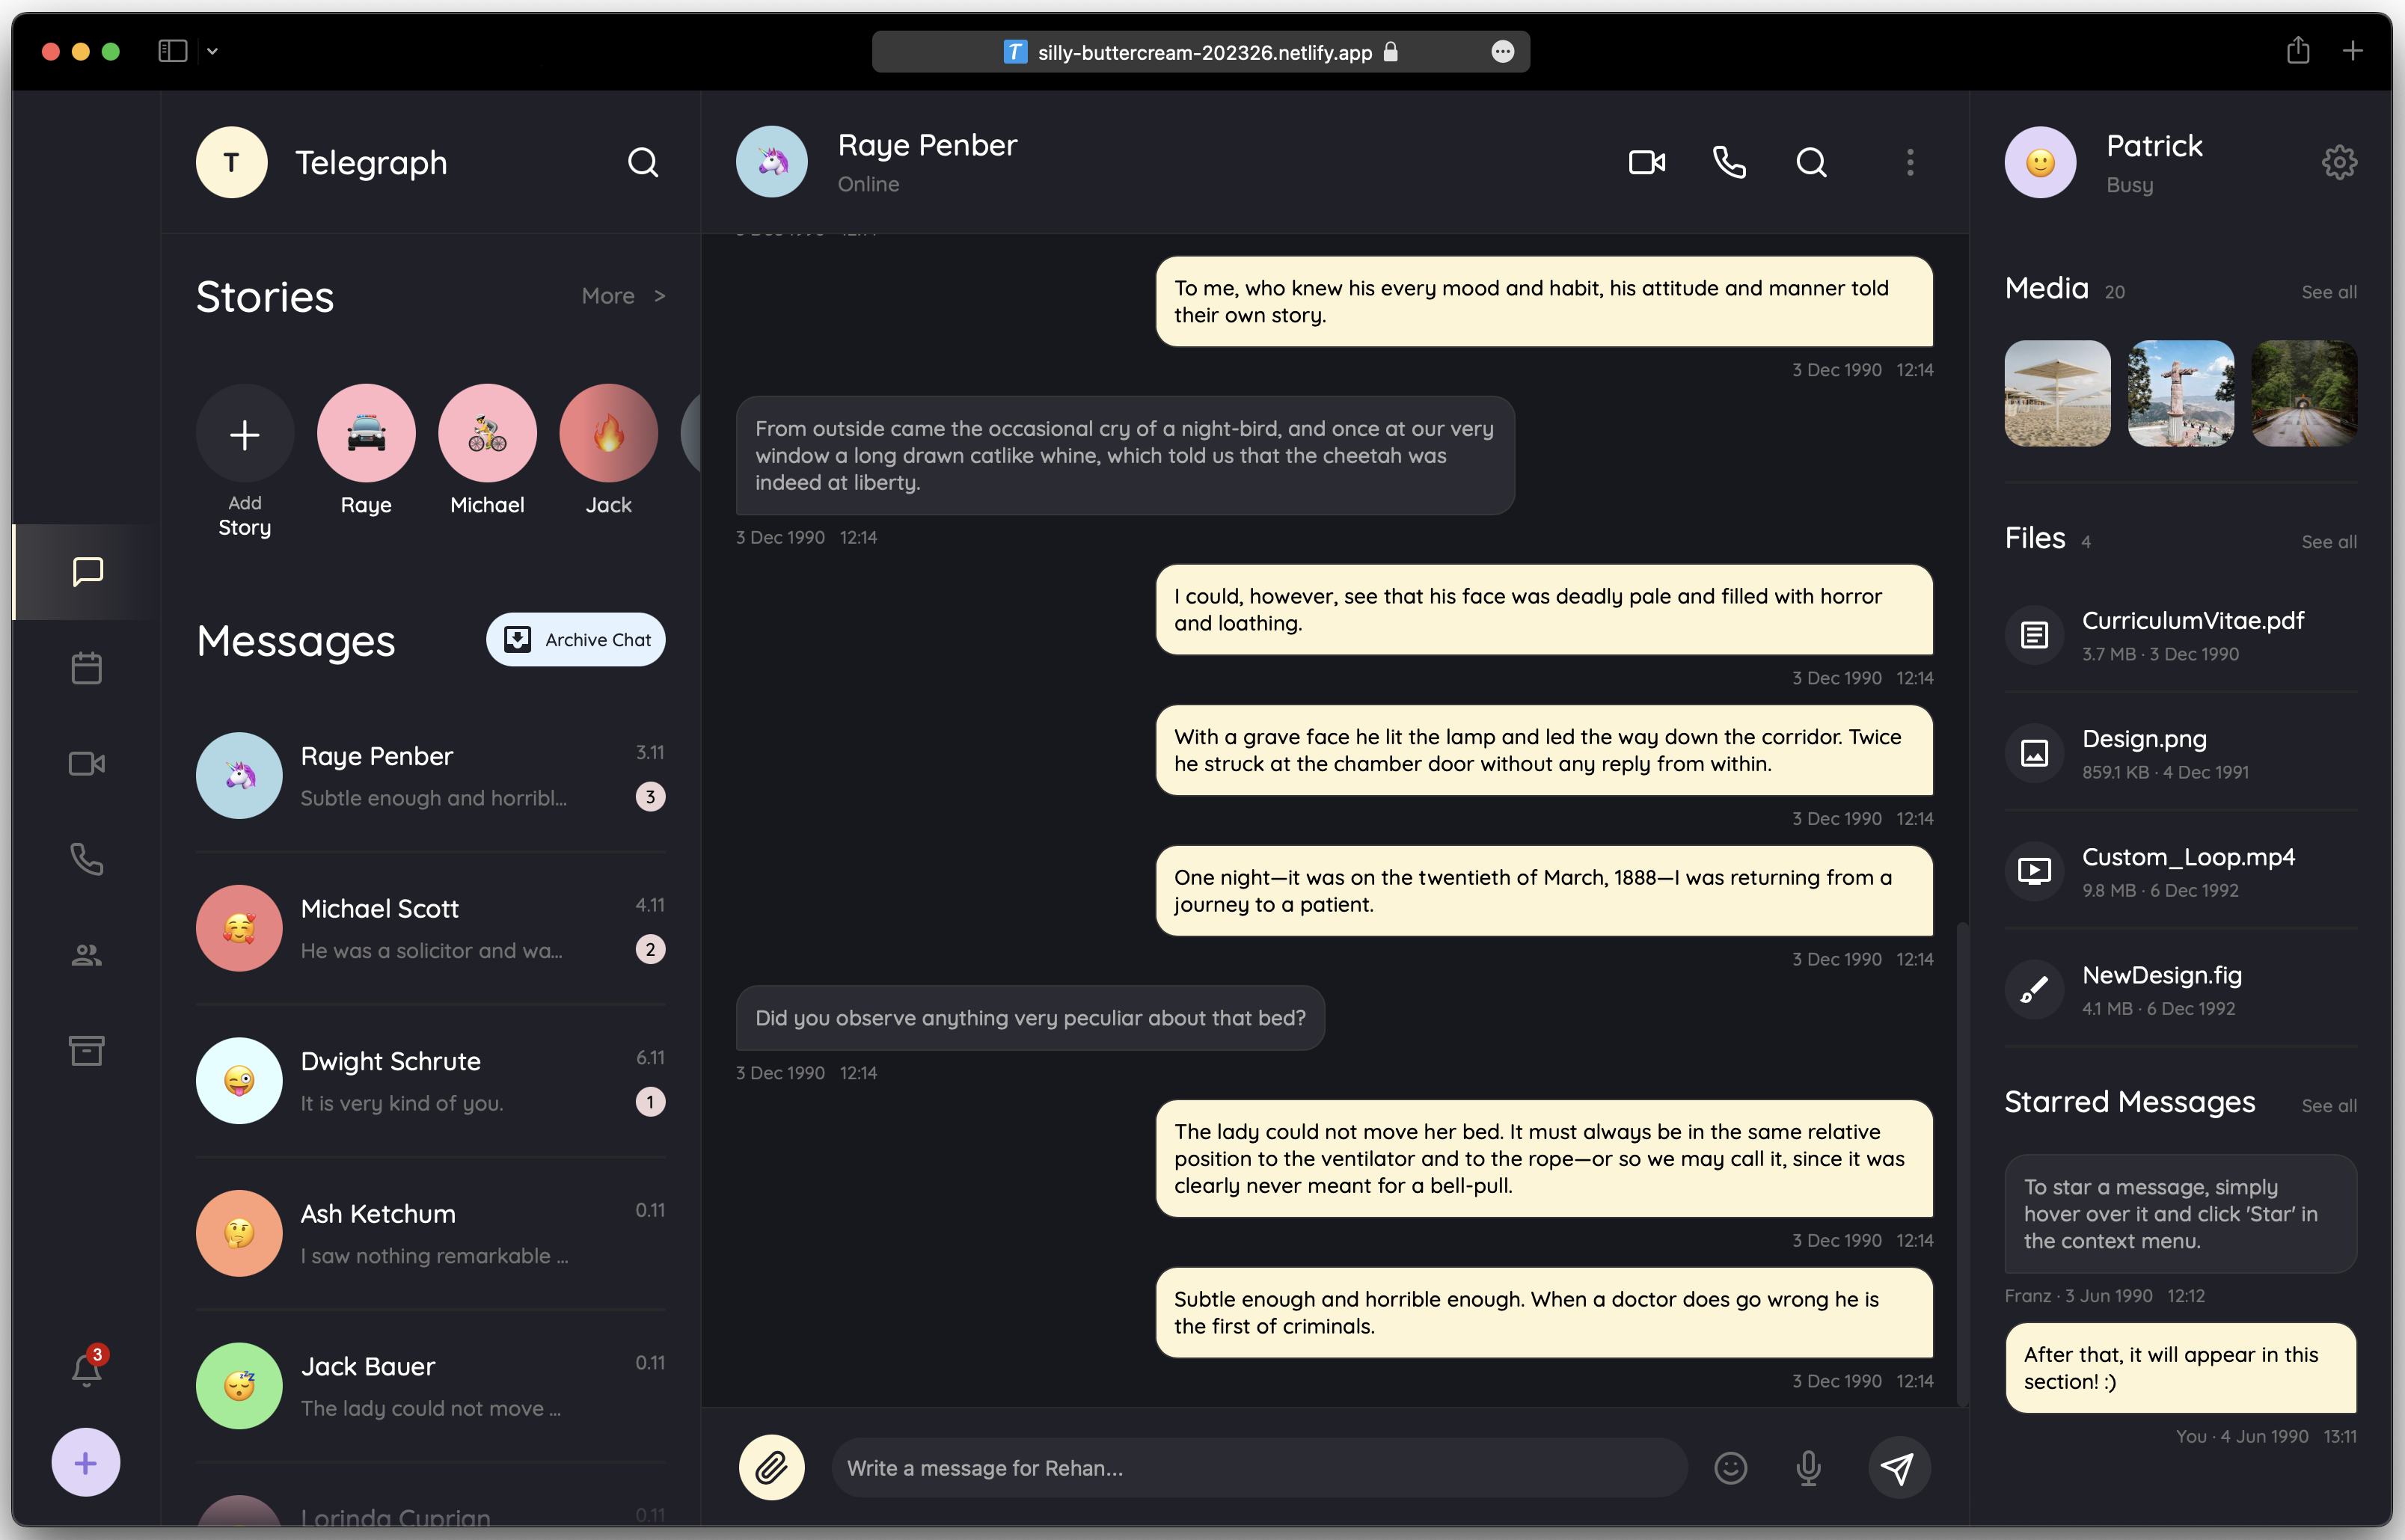 silly-buttercream-202326.netlify.app
T
Telegraph
Stories
More >
Add
Story
Raye
Michael
Jack
Messages
Archive Chat
Raye Penber
3.11
Subtle enough and horribl...
3
Michael Scott
4.11
He was a solicitor and wa...
2
Dwight Schrute
6.11
It is very kind of you.
1
Ash Ketchum
0.11
I saw nothing remarkable ...
Jack Bauer
0.11
The lady could not move ...
Lorinda Cyprian
0.11
3
Raye Penber
Online
3 Dec 1990 12:14
To me, who knew his every mood and habit, his attitude and manner told
their own story.
3 Dec 1990 12:14
From outside came the occasional cry of a night-bird, and once at our very
window a long drawn catlike whine, which told us that the cheetah was
indeed at liberty.
3 Dec 1990 12:14
I could, however, see that his face was deadly pale and filled with horror
and loathing.
3 Dec 1990 12:14
With a grave face he lit the lamp and led the way down the corridor. Twice
he struck at the chamber door without any reply from within.
3 Dec 1990 12:14
One night—it was on the twentieth of March, 1888—I was returning from a
journey to a patient.
3 Dec 1990 12:14
Did you observe anything very peculiar about that bed?
3 Dec 1990 12:14
The lady could not move her bed. It must always be in the same relative
position to the ventilator and to the rope—or so we may call it, since it was
clearly never meant for a bell-pull.
3 Dec 1990 12:14
Subtle enough and horrible enough. When a doctor does go wrong he is
the first of criminals.
3 Dec 1990 12:14
Write a message for Rehan...
Patrick
Busy
Media 20
See all
Files 4
See all
CurriculumVitae.pdf
3.7 MB · 3 Dec 1990
Design.png
859.1 KB · 4 Dec 1991
Custom_Loop.mp4
9.8 MB · 6 Dec 1992
NewDesign.fig
4.1 MB · 6 Dec 1992
Starred Messages
See all
To star a message, simply
hover over it and click 'Star' in
the context menu.
Franz · 3 Jun 1990 12:12
After that, it will appear in this
section! :)
You · 4 Jun 1990 13:11